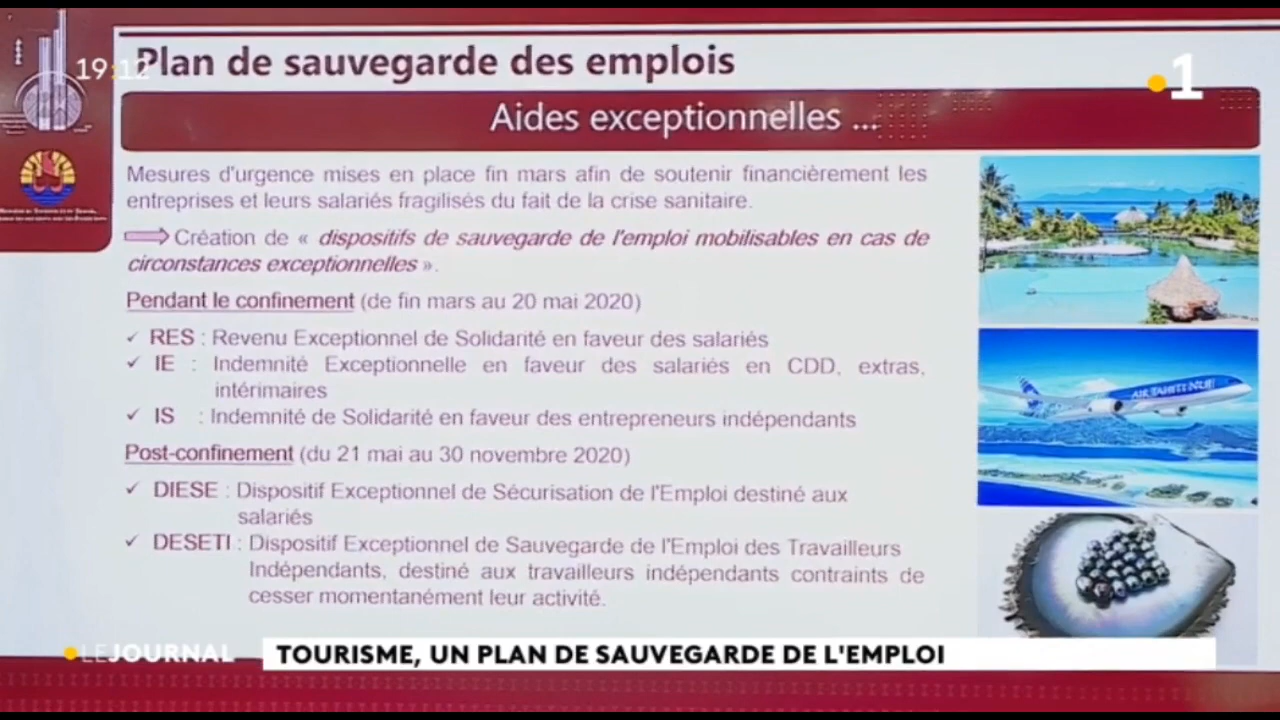 Plan de sauvegarde des emplois
19:12
1
Aides exceptionnelles ...
Mesures d'urgence mises en place fin mars afin de soutenir financièrement les
entreprises et leurs salariés fragilisés du fait de la crise sanitaire.
Création de « dispositifs de sauvegarde de l'emploi mobilisables en cas de
circonstances exceptionnelles ».
Pendant le confinement (de fin mars au 20 mai 2020)
✓ RES : Revenu Exceptionnel de Solidarité en faveur des salariés
✓ IE : Indemnité Exceptionnelle en faveur des salariés en CDD, extras,
intérimaires
✓ IS : Indemnité de Solidarité en faveur des entrepreneurs indépendants
Post-confinement (du 21 mai au 30 novembre 2020)
✓ DIESE : Dispositif Exceptionnel de Sécurisation de l'Emploi destiné aux
salariés
✓ DESETI : Dispositif Exceptionnel de Sauvegarde de l'Emploi des Travailleurs
Indépendants, destiné aux travailleurs indépendants contraints de
cesser momentanément leur activité.
AIR TAHITI NUI
LEJOURNAL
TOURISME, UN PLAN DE SAUVEGARDE DE L'EMPLOI